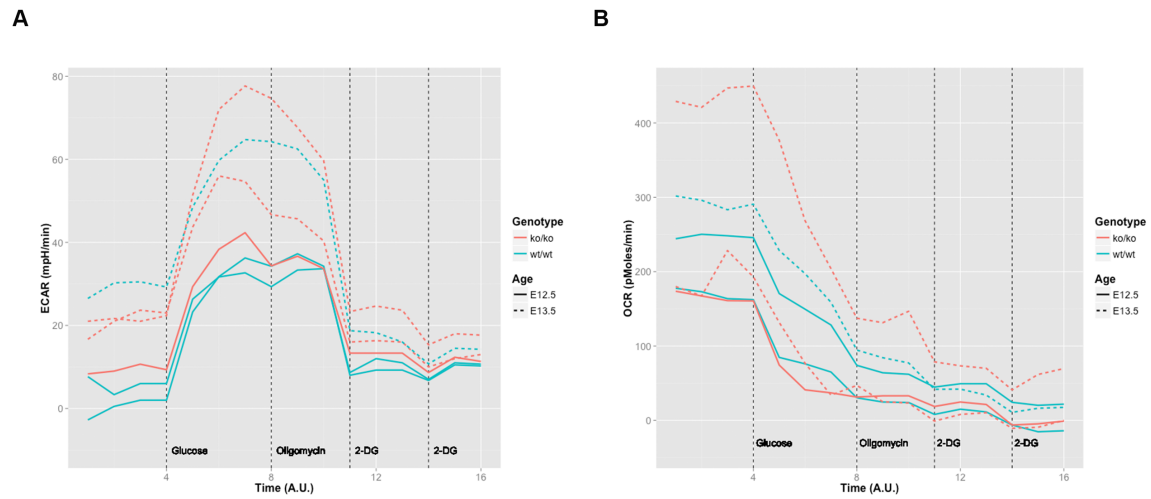 A
B
80
60
40
20
0
ECAR (mpH/min)
Glucose
Oligomycin
2-DG
2-DG
4
8
12
16
Time (A.U.)
Genotype
ko/ko
wt/wt
Age
E12.5
E13.5
400
300
200
100
0
OCR (pMoles/min)
Glucose
Oligomycin
2-DG
2-DG
4
8
12
16
Time (A.U.)
Genotype
ko/ko
wt/wt
Age
E12.5
E13.5